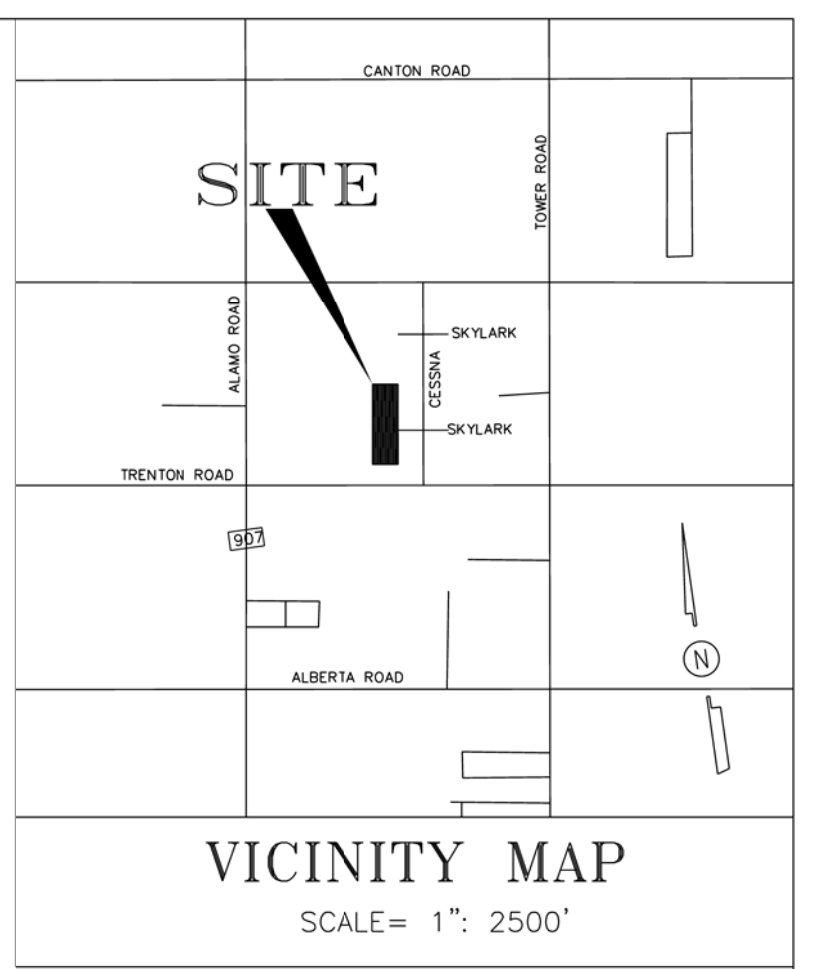 CANTON ROAD
TOWER ROAD
SITE
ALAMO ROAD
SKYLARK
CESSNA
SKYLARK
TRENTON ROAD
907
N
ALBERTA ROAD
VICINITY MAP
SCALE= 1": 2500'